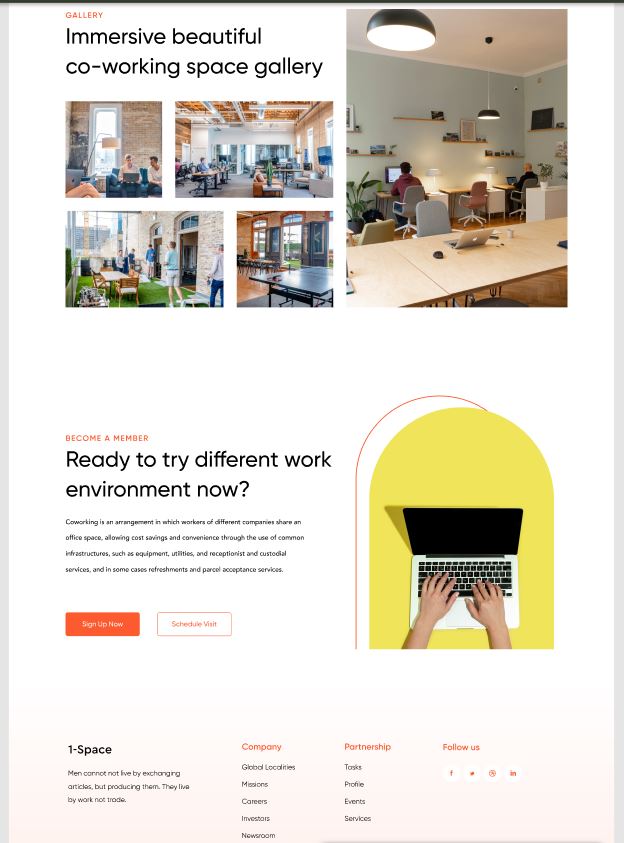 GALLERY
Immersive beautiful
co-working space gallery
BECOME A MEMBER
Ready to try different work
environment now?
Coworking is an arrangement in which workers of different companies share an
office space, allowing cost savings and convenience through the use of common
infrastructures, such as equipment, utilities, and receptionist and custodial
services, and in some cases refreshments and parcel acceptance services.
Sign Up Now
Schedule Visit
1-Space
Men cannot not live by exchanging
articles, but producing them. They live
by work not trade.
Company
Global Localities
Missions
Careers
Investors
Newsroom
Partnership
Tasks
Profile
Events
Services
Follow us